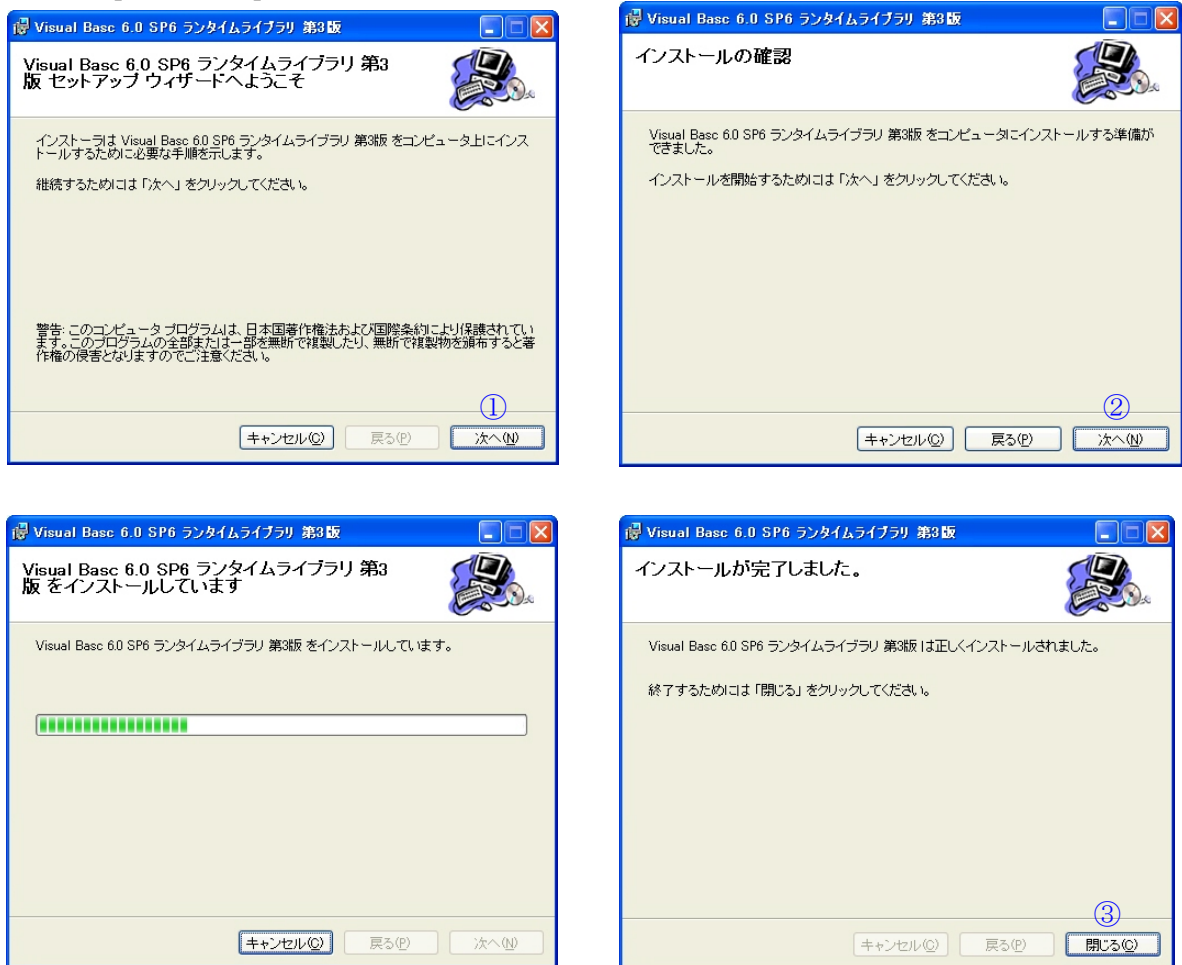 Visual Basc 6.0 SP6 ランタイムライブラリ 第3版
Visual Basc 6.0 SP6 ランタイムライブラリ 第3
版 セットアップ ウィザードへようこそ
インストーラは Visual Basc 6.0 SP6 ランタイムライブラリ 第3版 をコンピュータ上にインス
トールするために必要な手順を示します。
継続するためには「次へ」をクリックしてください。
警告: このコンピュータ プログラムは、日本国著作権法および国際条約により保護されてい
ます。このプログラムの全部または一部を無断で複製したり、無断で複製物を頒布すると著
作権の侵害となりますのでご注意ください。
①
キャンセル(C) 戻る(P) 次へ(N)
Visual Basc 6.0 SP6 ランタイムライブラリ 第3版
インストールの確認
Visual Basc 6.0 SP6 ランタイムライブラリ 第3版 をコンピュータにインストールする準備が
できました。
インストールを開始するためには「次へ」をクリックしてください。
②
キャンセル(C) 戻る(P) 次へ(N)
Visual Basc 6.0 SP6 ランタイムライブラリ 第3版
Visual Basc 6.0 SP6 ランタイムライブラリ 第3
版 をインストールしています
Visual Basc 6.0 SP6 ランタイムライブラリ 第3版 をインストールしています。
キャンセル(C) 戻る(P) 次へ(N)
Visual Basc 6.0 SP6 ランタイムライブラリ 第3版
インストールが完了しました。
Visual Basc 6.0 SP6 ランタイムライブラリ 第3版 は正しくインストールされました。
終了するためには「閉じる」をクリックしてください。
③
キャンセル(C) 戻る(P) 閉じる(C)